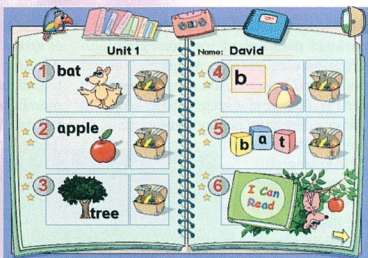 Unit 1
1 bat
2 apple
3 tree
Name: David
4 b
5 b a t
6 I Can
Read